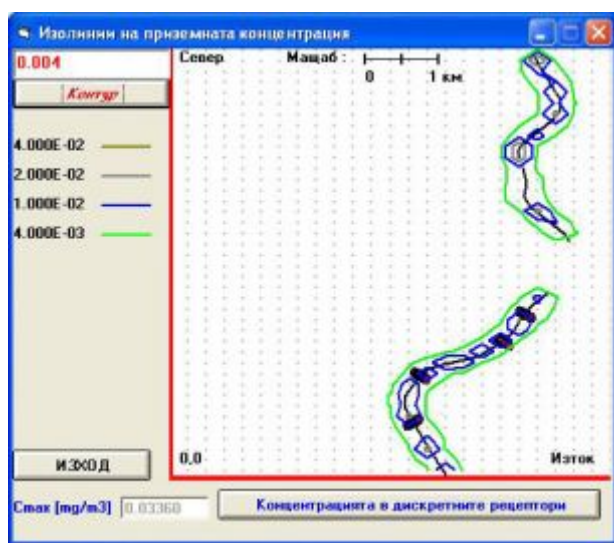 Изолинии на приземната концентрация
0.004
Контур
4.000E-02
2.000E-02
1.000E-02
4.000E-03
ИЗХОД
Север
Мащаб :
0 1 км
0,0
Изток
Cmax [mg/m3] 0.03360
Концентрацията в дискретните рецептори